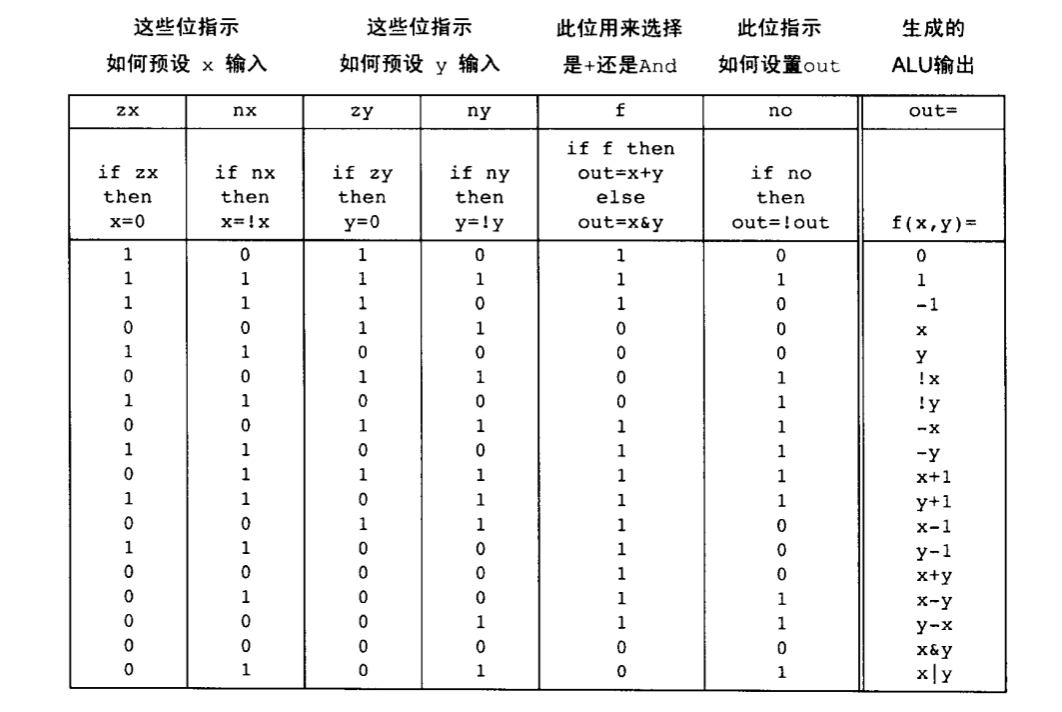 这些位指示 这些位指示 此位用来选择 此位指示 生成的
如何预设 x 输入 如何预设 y 输入 是+还是And 如何设置out ALU输出
zx nx zy ny f no out=
if f then
if zx if nx if zy if ny out=x+y if no
then then then then else then
x=0 x=!x y=0 y=!y out=x&y out=!out f(x,y)=
1 0 1 0 1 0 0
1 1 1 1 1 1 1
1 1 1 0 1 0 -1
0 0 1 1 0 0 x
1 1 0 0 0 0 y
0 0 1 1 0 1 !x
1 1 0 0 0 1 !y
0 0 1 1 1 1 -x
1 1 0 0 1 1 -y
0 1 1 1 1 1 x+1
1 1 0 1 1 1 y+1
0 0 1 1 1 0 x-1
1 1 0 0 1 0 y-1
0 0 0 0 1 0 x+y
0 1 0 0 1 1 x-y
0 0 0 1 1 1 y-x
0 0 0 0 0 0 x&y
0 1 0 1 0 1 x|y